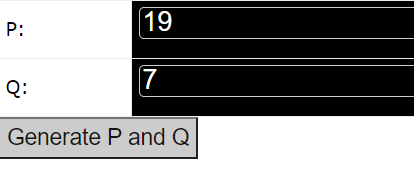 P: 19
Q: 7
Generate P and Q